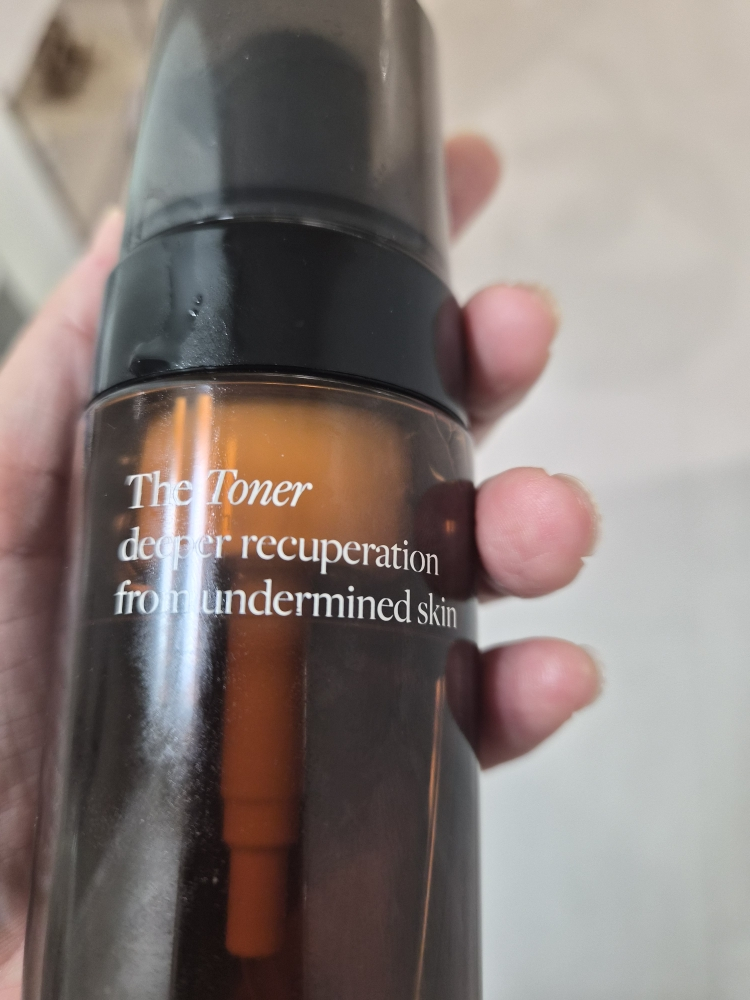 The Toner
deeper recuperation
from undermined skin